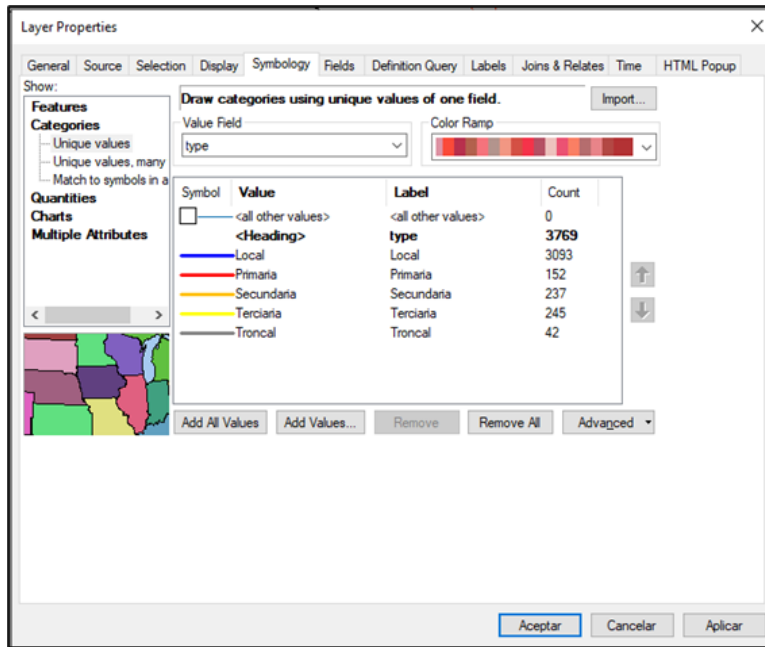 Layer Properties
General Source Selection Display Symbology Fields Definition Query Labels Joins & Relates Time HTML Popup
Show:
Features
Categories
Unique values
Unique values, many
Match to symbols in a
Quantities
Charts
Multiple Attributes
Draw categories using unique values of one field.
Import...
Value Field
type
Color Ramp
Symbol Value Label Count
<all other values> <all other values> 0
<Heading> type 3769
Local Local 3093
Primaria Primaria 152
Secundaria Secundaria 237
Terciaria Terciaria 245
Troncal Troncal 42
Add All Values Add Values... Remove Remove All Advanced
Aceptar Cancelar Aplicar